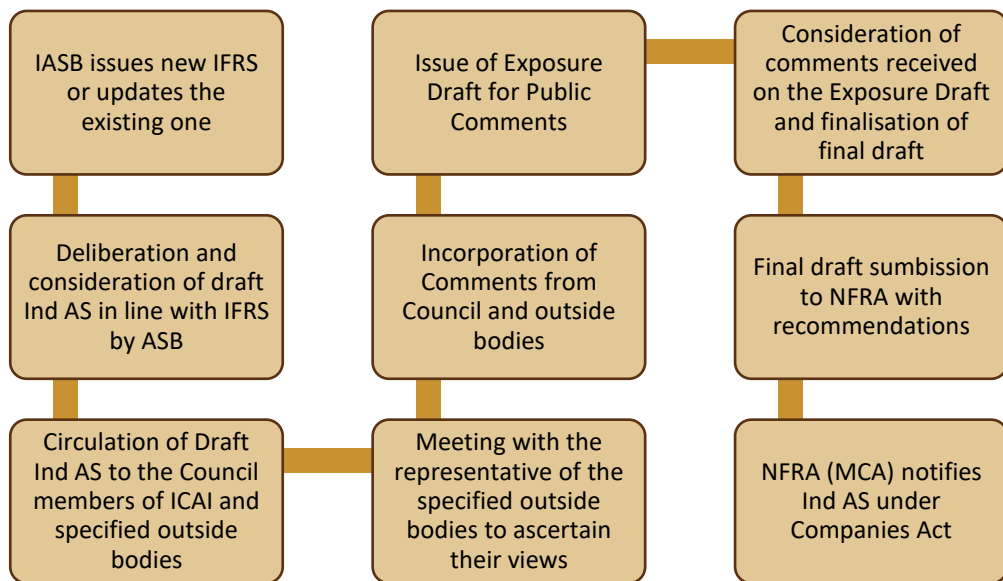 IASB issues new IFRS
or updates the
existing one
Deliberation and
consideration of draft
Ind AS in line with IFRS
by ASB
Circulation of Draft
Ind AS to the Council
members of ICAI and
specified outside
bodies
Meeting with the
representative of the
specified outside
bodies to ascertain
their views
Incorporation of
Comments from
Council and outside
bodies
Issue of Exposure
Draft for Public
Comments
Consideration of
comments received
on the Exposure Draft
and finalisation of
final draft
Final draft sumbission
to NFRA with
recommendations
NFRA (MCA) notifies
Ind AS under
Companies Act